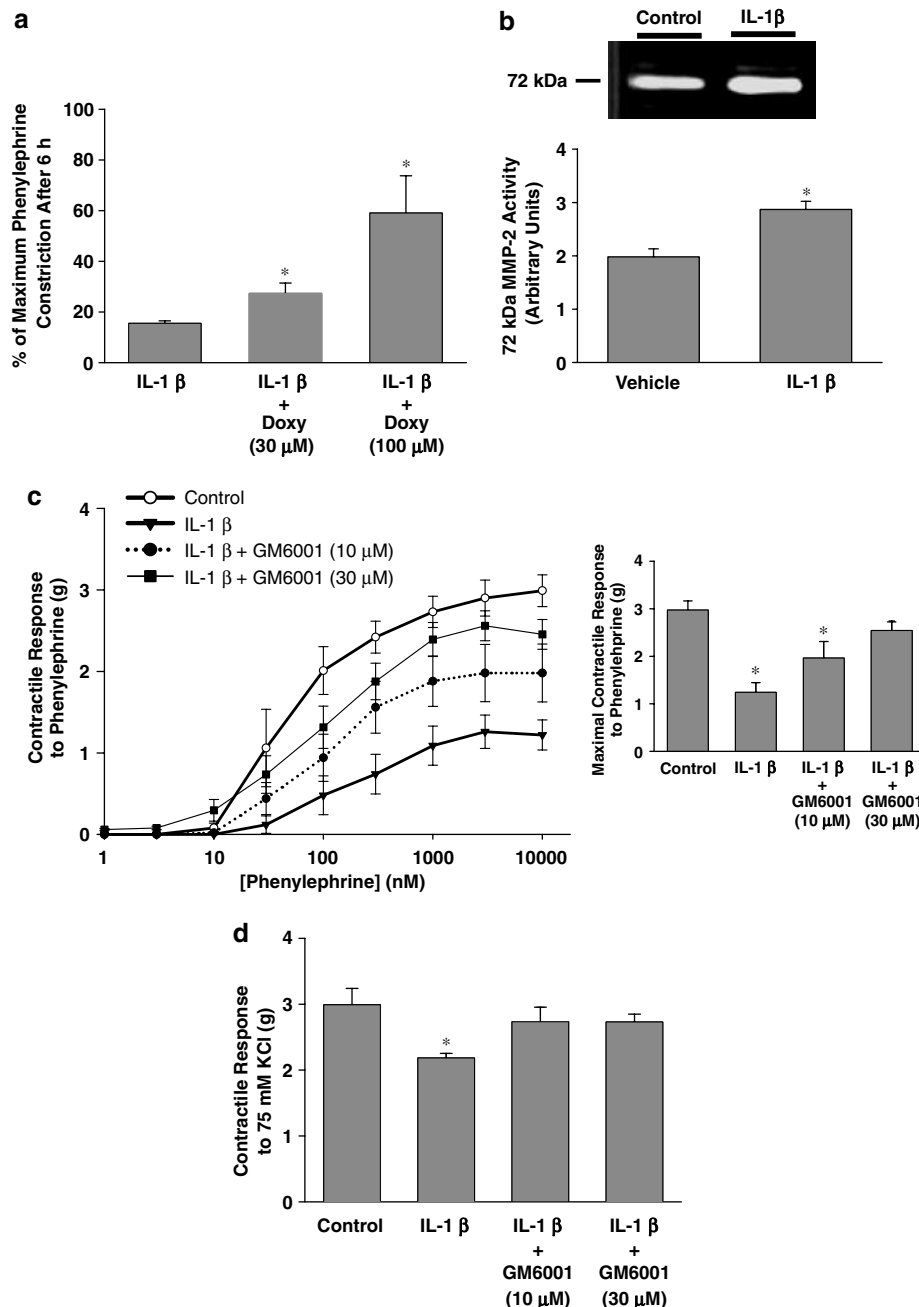 a
% of Maximum Phenylephrine
Constriction After 6 h
100
80
60
40
20
0
*
*
IL-1 β
IL-1 β
+
Doxy
(30 μM)
IL-1 β
+
Doxy
(100 μM)
b
Control
IL-1β
72 kDa
72 kDa MMP-2 Activity
(Arbitrary Units)
4
3
2
1
0
*
Vehicle
IL-1 β
c
Control
IL-1 β
IL-1 β + GM6001 (10 μM)
IL-1 β + GM6001 (30 μM)
Contractile Response
to Phenylephrine (g)
4
3
2
1
0
1
10
100
1000
10000
[Phenylephrine] (nM)
Maximal Contractile Response
to Phenylehprine (g)
4
3
2
1
0
*
*
Control
IL-1 β
IL-1 β
+
GM6001
(10 μM)
IL-1 β
+
GM6001
(30 μM)
d
Contractile Response
to 75 mM KCl (g)
4
3
2
1
0
*
Control
IL-1 β
IL-1 β
+
GM6001
(10 μM)
IL-1 β
+
GM6001
(30 μM)